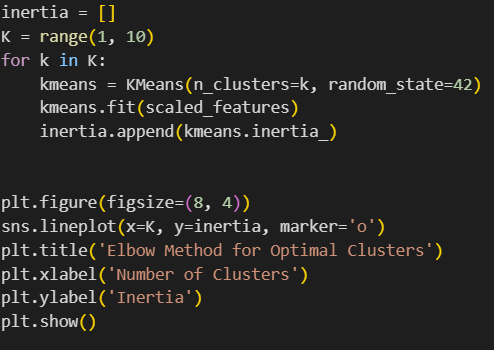 inertia = []
K = range(1, 10)
for k in K:
    kmeans = KMeans(n_clusters=k, random_state=42)
    kmeans.fit(scaled_features)
    inertia.append(kmeans.inertia_)
plt.figure(figsize=(8, 4))
sns.lineplot(x=K, y=inertia, marker='o')
plt.title('Elbow Method for Optimal Clusters')
plt.xlabel('Number of Clusters')
plt.ylabel('Inertia')
plt.show()